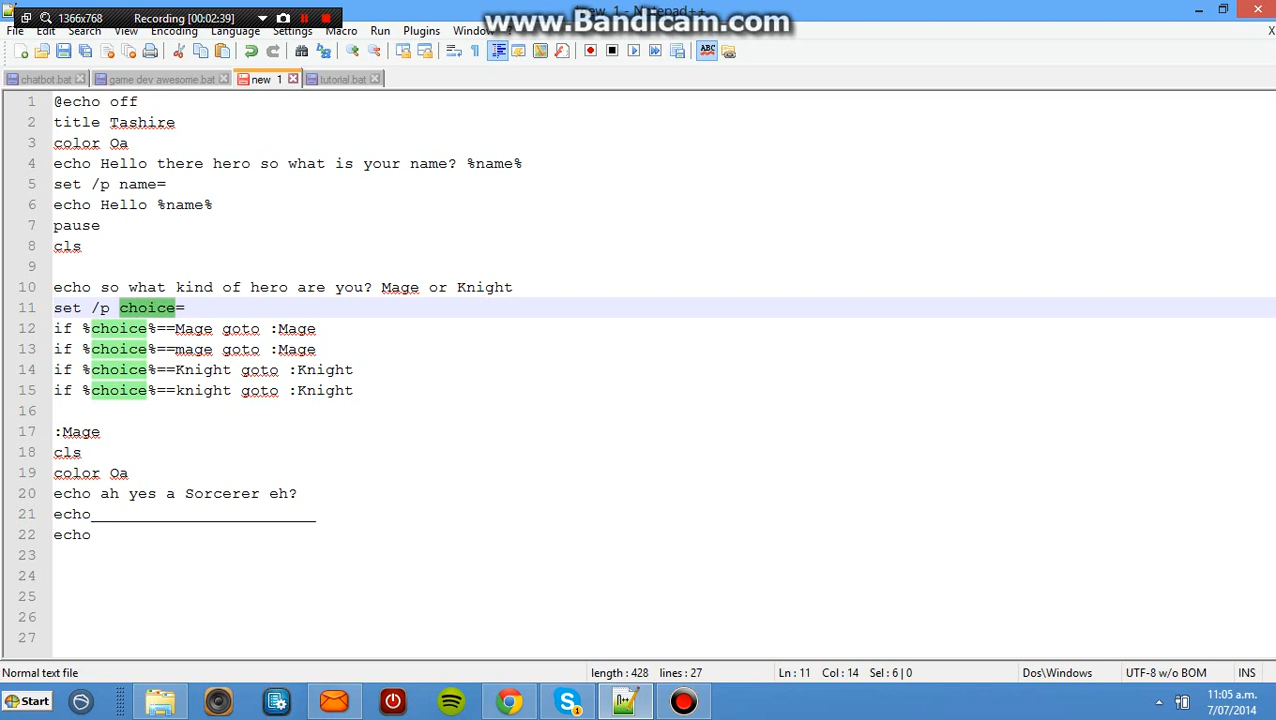 1366x768 Recording [00:02:39]
www.Bandicam.com
File Edit Search View Encoding Language Settings Macro Run Plugins Window ?
X
ABC
chatbot.bat game dev awesome.bat new 1 tutorial.bat
1 @echo off
2 title Tashire
3 color Oa
4 echo Hello there hero so what is your name? %name%
5 set /p name=
6 echo Hello %name%
7 pause
8 cls
9
10 echo so what kind of hero are you? Mage or Knight
11 set /p choice=
12 if %choice%==Mage goto :Mage
13 if %choice%==mage goto :Mage
14 if %choice%==Knight goto :Knight
15 if %choice%==knight goto :Knight
16
17 :Mage
18 cls
19 color Oa
20 echo ah yes a Sorcerer eh?
21 echo________________________
22 echo
23
24
25
26
27
Normal text file length : 428 lines : 27 Ln : 11 Col : 14 Sel : 6 | 0 Dos\Windows UTF-8 w/o BOM INS
Start 11:05 a.m.
7/07/2014